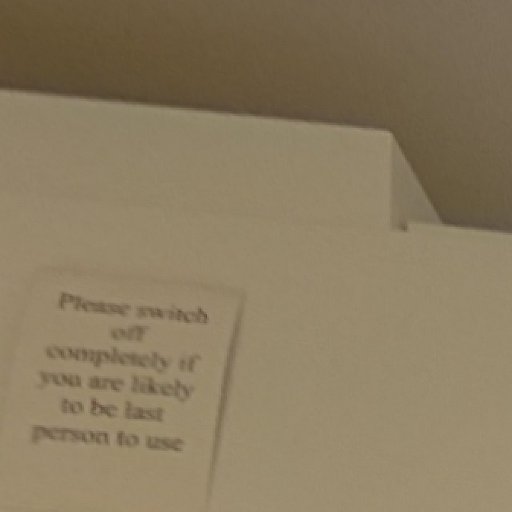 Please switch
off
completely if
you are likely
to be last
person to use